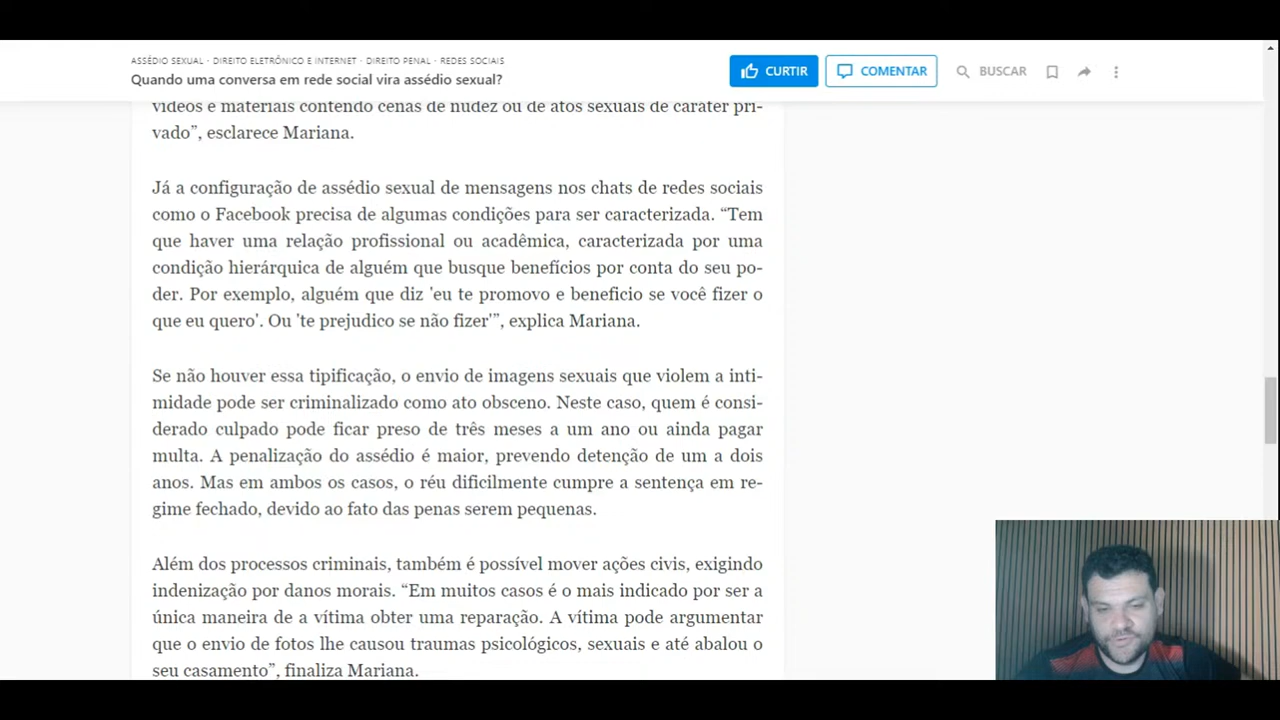 ASSÉDIO SEXUAL · DIREITO ELETRÔNICO E INTERNET · DIREITO PENAL · REDES SOCIAIS
Quando uma conversa em rede social vira assédio sexual?
CURTIR
COMENTAR
BUSCAR
vídeos e materiais contendo cenas de nudez ou de atos sexuais de caráter pri-
vado”, esclarece Mariana.
Já a configuração de assédio sexual de mensagens nos chats de redes sociais
como o Facebook precisa de algumas condições para ser caracterizada. “Tem
que haver uma relação profissional ou acadêmica, caracterizada por uma
condição hierárquica de alguém que busque benefícios por conta do seu po-
der. Por exemplo, alguém que diz 'eu te promovo e beneficio se você fizer o
que eu quero'. Ou 'te prejudico se não fizer'”, explica Mariana.
Se não houver essa tipificação, o envio de imagens sexuais que violem a inti-
midade pode ser criminalizado como ato obsceno. Neste caso, quem é consi-
derado culpado pode ficar preso de três meses a um ano ou ainda pagar
multa. A penalização do assédio é maior, prevendo detenção de um a dois
anos. Mas em ambos os casos, o réu dificilmente cumpre a sentença em re-
gime fechado, devido ao fato das penas serem pequenas.
Além dos processos criminais, também é possível mover ações civis, exigindo
indenização por danos morais. “Em muitos casos é o mais indicado por ser a
única maneira de a vítima obter uma reparação. A vítima pode argumentar
que o envio de fotos lhe causou traumas psicológicos, sexuais e até abalou o
seu casamento”, finaliza Mariana.